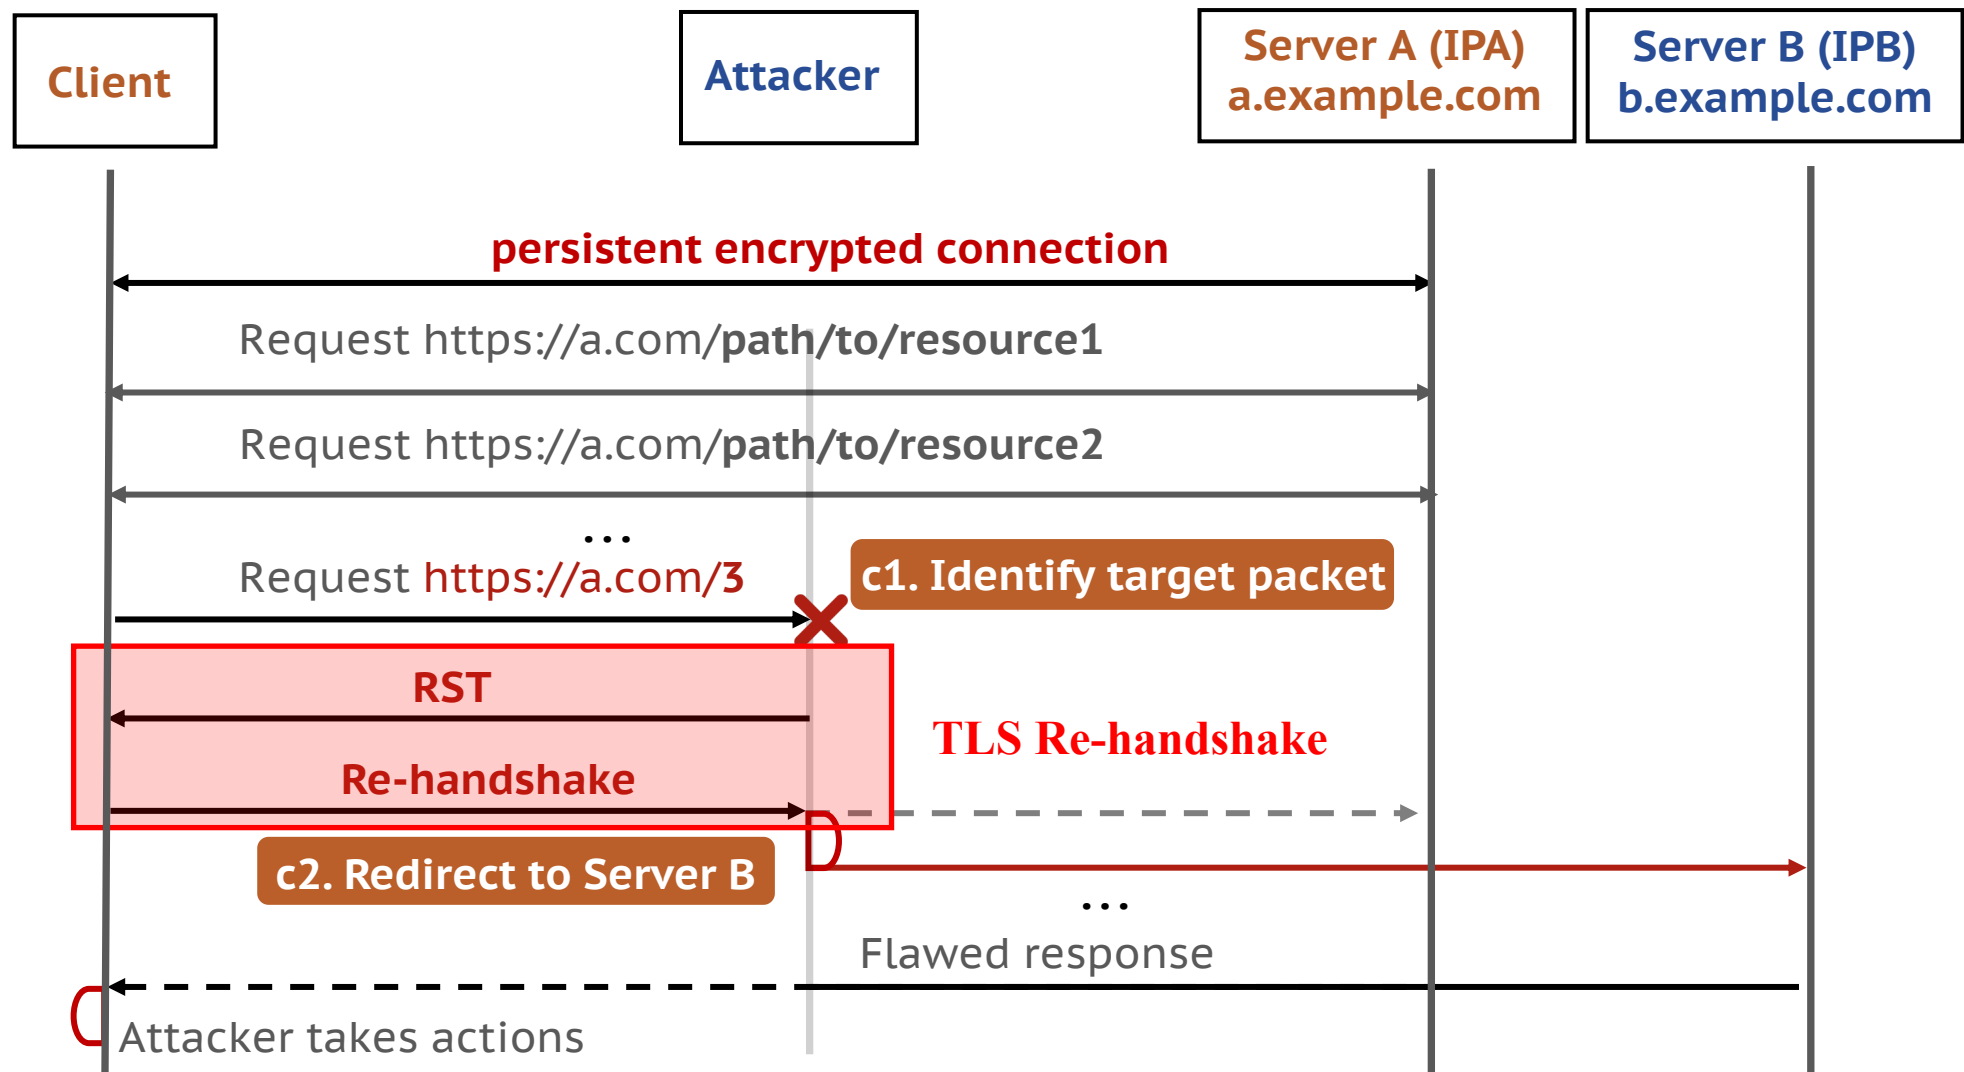 Client
Attacker
Server A (IPA)
a.example.com
Server B (IPB)
b.example.com
persistent encrypted connection
Request https://a.com/path/to/resource1
Request https://a.com/path/to/resource2
...
Request https://a.com/3
c1. Identify target packet
RST
TLS Re-handshake
Re-handshake
c2. Redirect to Server B
...
Flawed response
Attacker takes actions